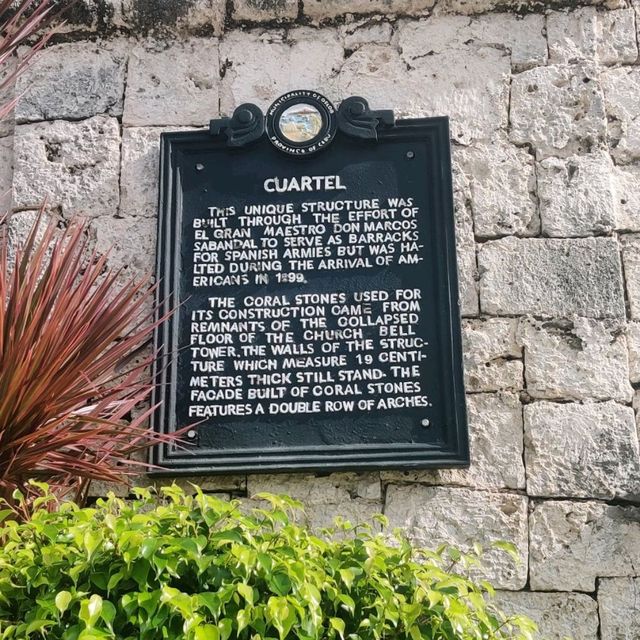 MUNICIPALITY OF OSLOB
PROVINCE OF CEBU
CUARTEL
THIS UNIQUE STRUCTURE WAS
BUILT THROUGH THE EFFORT OF
EL GRAN MAESTRO DON MARCOS
SABANDAL TO SERVE AS BARRACKS
FOR SPANISH ARMIES BUT WAS HA-
LTED DURING THE ARRIVAL OF AM-
ERICANS IN 1899.
THE CORAL STONES USED FOR
ITS CONSTRUCTION CAME FROM
REMNANTS OF THE COLLAPSED
FLOOR OF THE CHURCH BELL
TOWER.THE WALLS OF THE STRUC-
TURE WHICH MEASURE 19 CENTI-
METERS THICK STILL STAND. THE
FACADE BUILT OF CORAL STONES
FEATURES A DOUBLE ROW OF ARCHES.